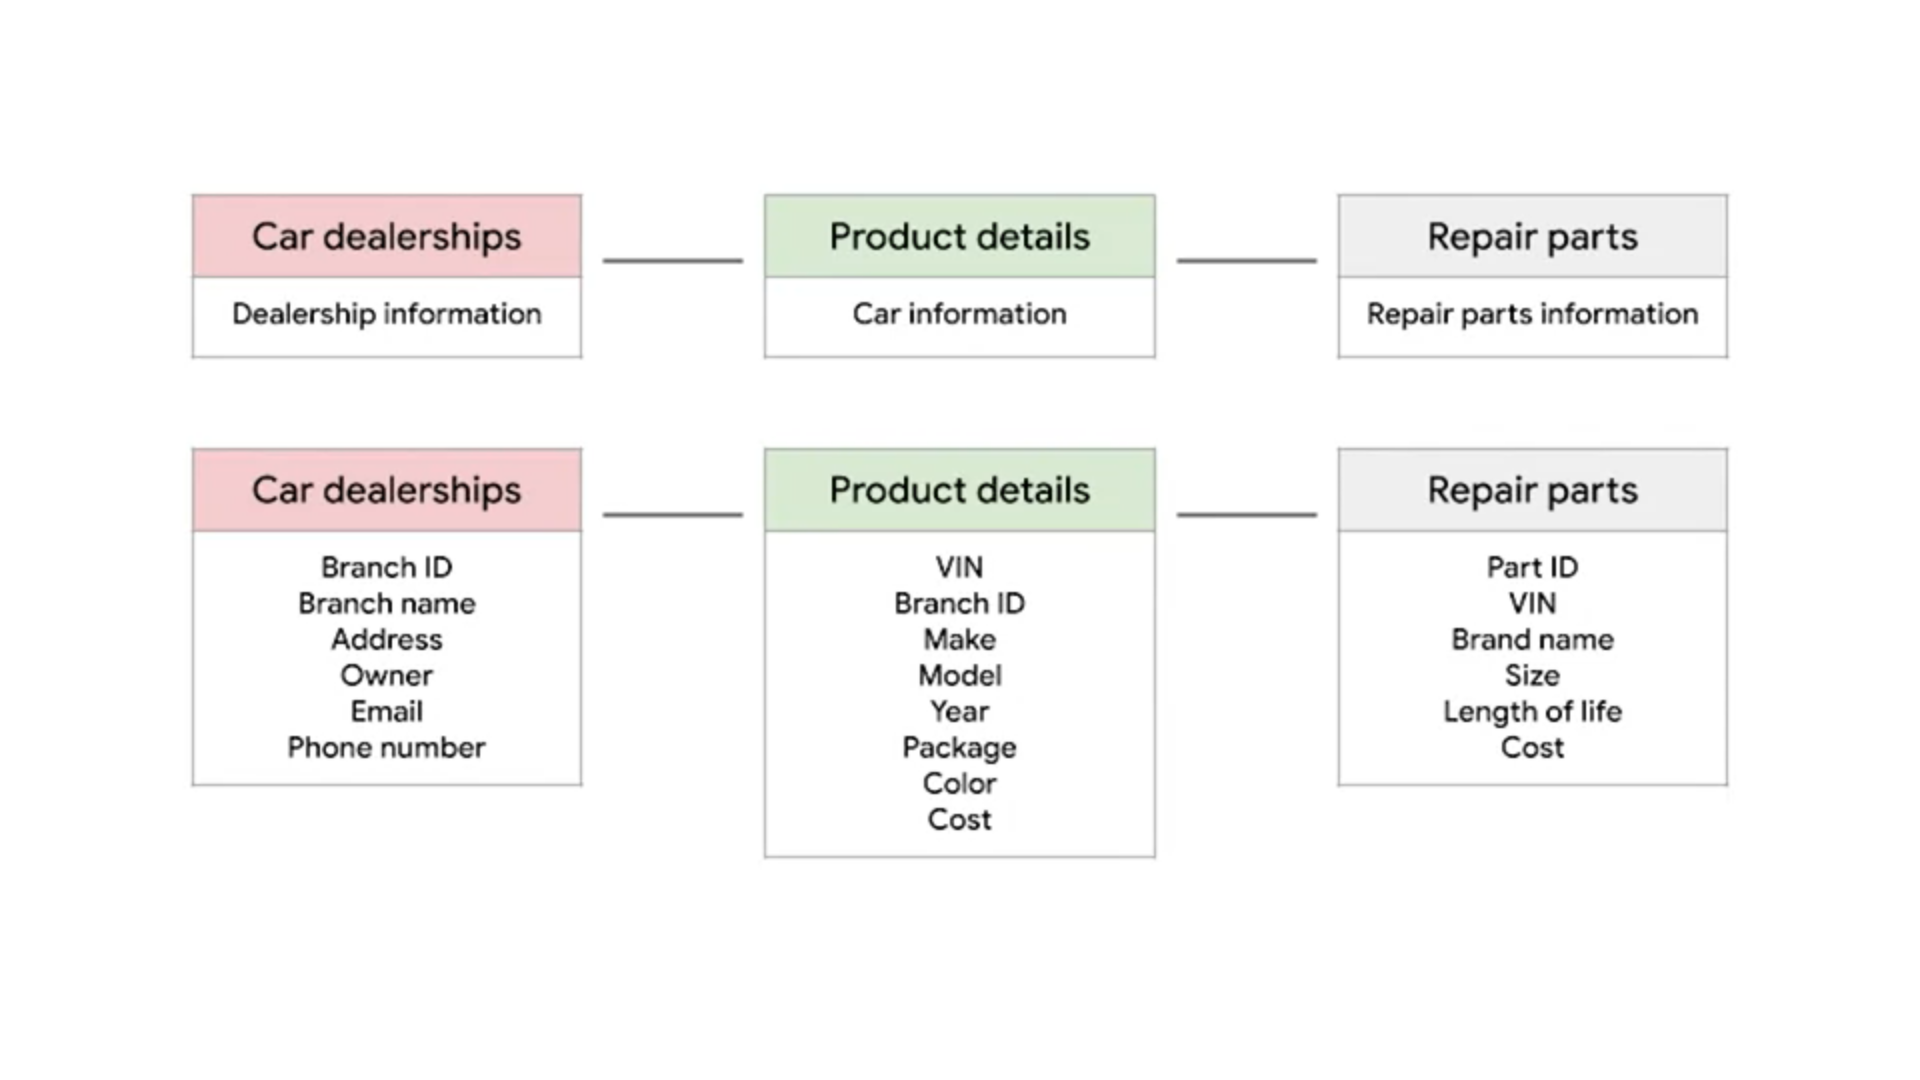 Car dealerships
Dealership information
Product details
Car information
Repair parts
Repair parts information
Car dealerships
Branch ID
Branch name
Address
Owner
Email
Phone number
Product details
VIN
Branch ID
Make
Model
Year
Package
Color
Cost
Repair parts
Part ID
VIN
Brand name
Size
Length of life
Cost